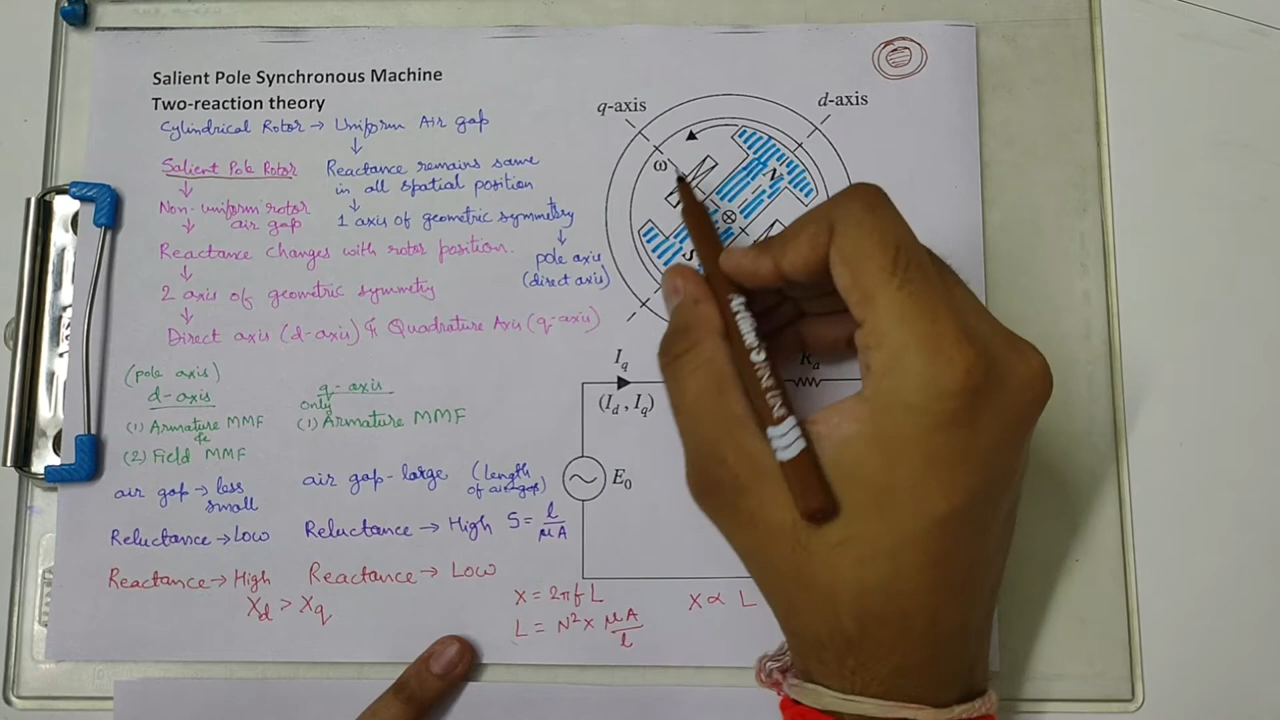 Salient Pole Synchronous Machine
Two-reaction theory
Cylindrical Rotor → Uniform Air gap
↓
Salient Pole Rotor
↓
Non-uniform rotor
air gap
↓
Reactance remains same
in all spatial position
↓
1 axis of geometric symmetry
↓
pole axis
(direct axis)
Reactance changes with rotor position.
↓
2 axis of geometric symmetry
↓
Direct axis (d-axis) & Quadrature Axis (q-axis)
(pole axis)
d-axis
(1) Armature MMF
&
(2) Field MMF
air gap → less
small
Reluctance → Low
Reactance → High
q-axis
only
(1) Armature MMF
air gap - large (length
of air gap)
Reluctance → High S = l/μA
Reactance → Low
Xd > Xq
X = 2πf L
L = N² × μA/l
X ∝ L
q-axis
d-axis
ω
N
S
Iq
(Id, Iq)
Ra
E0
Artline
FINE LINE